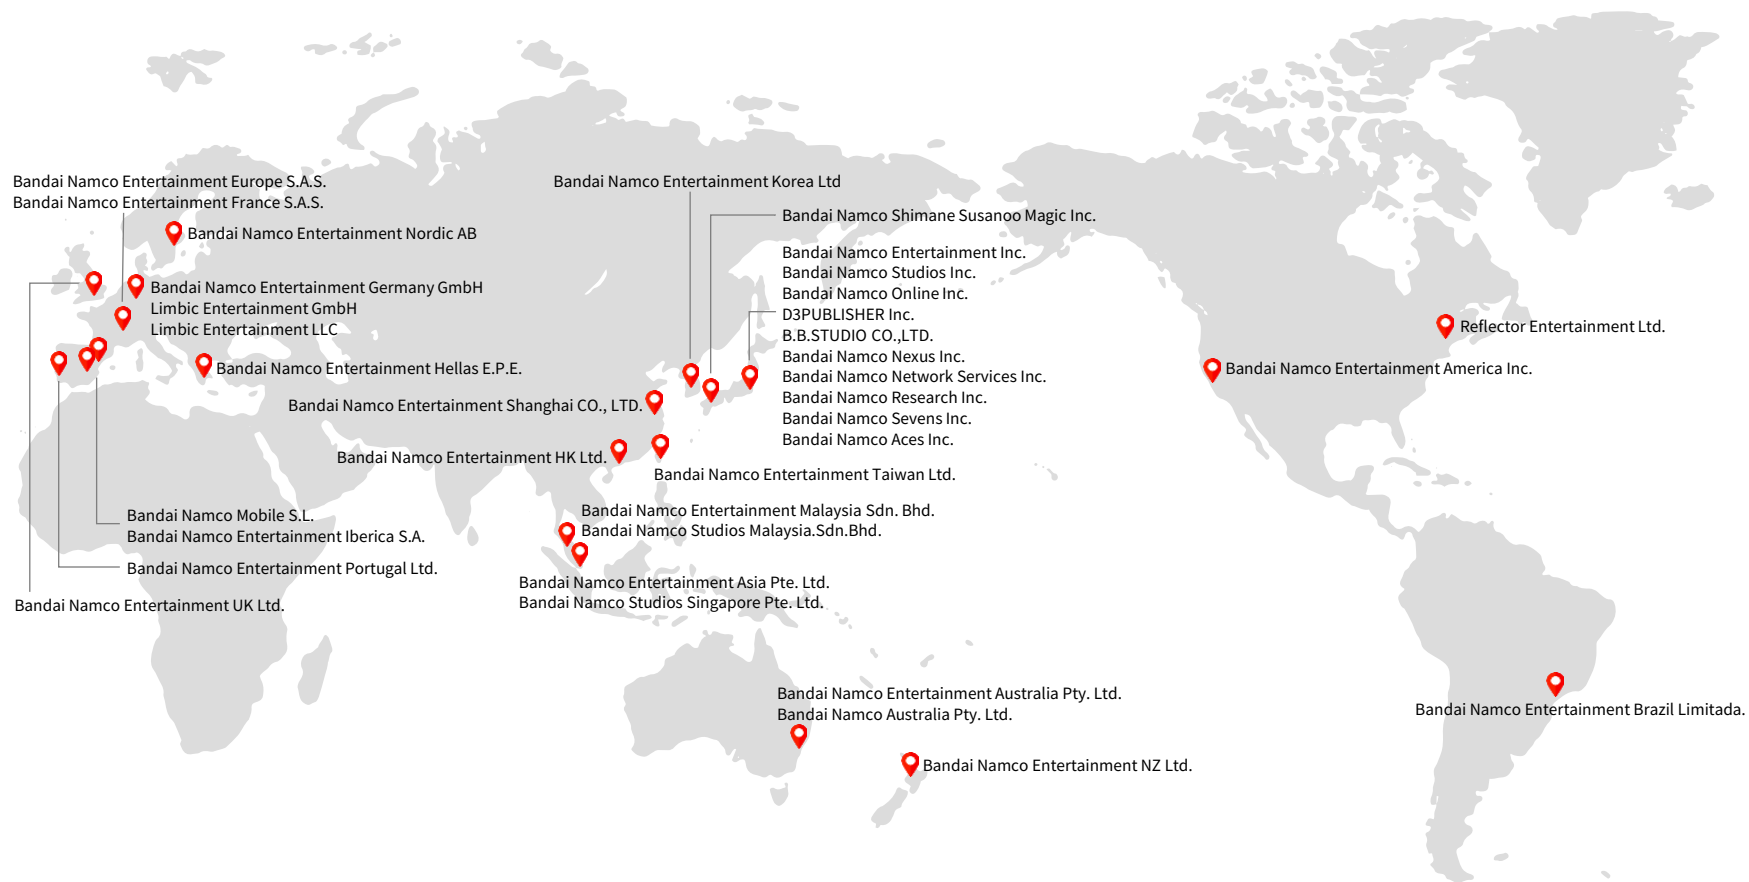 Bandai Namco Entertainment Europe S.A.S.
Bandai Namco Entertainment France S.A.S.
Bandai Namco Entertainment Nordic AB
Bandai Namco Entertainment Germany GmbH
Limbic Entertainment GmbH
Limbic Entertainment LLC
Bandai Namco Entertainment Hellas E.P.E.
Bandai Namco Mobile S.L.
Bandai Namco Entertainment Iberica S.A.
Bandai Namco Entertainment Portugal Ltd.
Bandai Namco Entertainment UK Ltd.
Bandai Namco Entertainment Korea Ltd
Bandai Namco Shimane Susanoo Magic Inc.
Bandai Namco Entertainment Inc.
Bandai Namco Studios Inc.
Bandai Namco Online Inc.
D3PUBLISHER Inc.
B.B.STUDIO CO.,LTD.
Bandai Namco Nexus Inc.
Bandai Namco Network Services Inc.
Bandai Namco Research Inc.
Bandai Namco Sevens Inc.
Bandai Namco Aces Inc.
Bandai Namco Entertainment Shanghai CO., LTD.
Bandai Namco Entertainment HK Ltd.
Bandai Namco Entertainment Taiwan Ltd.
Bandai Namco Entertainment Malaysia Sdn. Bhd.
Bandai Namco Studios Malaysia.Sdn.Bhd.
Bandai Namco Entertainment Asia Pte. Ltd.
Bandai Namco Studios Singapore Pte. Ltd.
Bandai Namco Entertainment Australia Pty. Ltd.
Bandai Namco Australia Pty. Ltd.
Bandai Namco Entertainment NZ Ltd.
Reflector Entertainment Ltd.
Bandai Namco Entertainment America Inc.
Bandai Namco Entertainment Brazil Limitada.